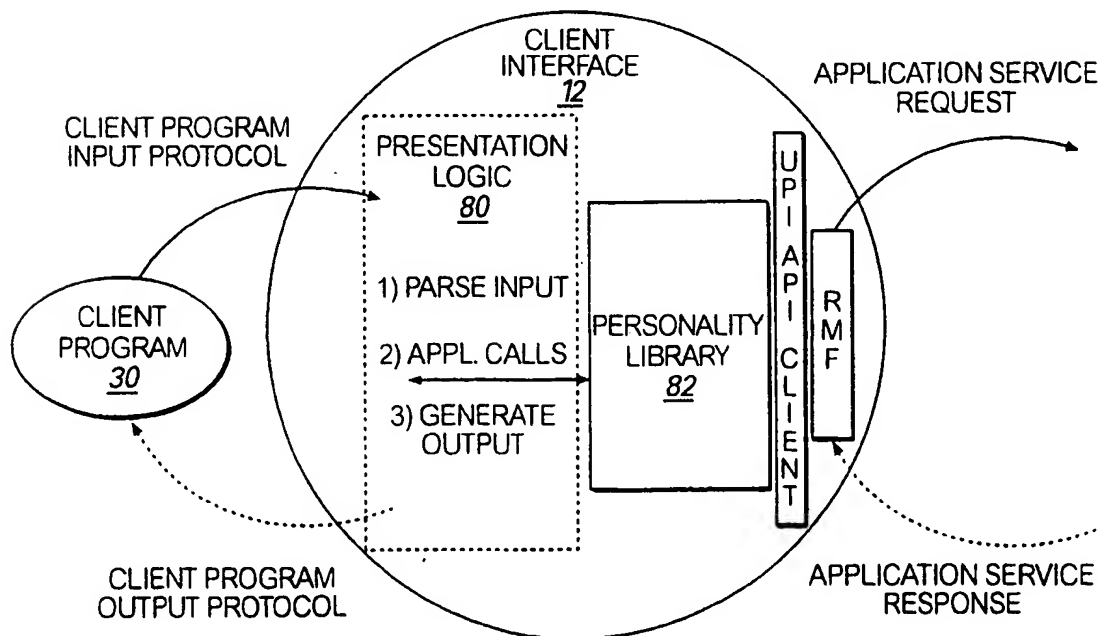 CLIENT
INTERFACE
12
APPLICATION SERVICE
REQUEST
CLIENT PROGRAM
INPUT PROTOCOL
PRESENTATION
LOGIC
80
1) PARSE INPUT
2) APPL. CALLS
3) GENERATE
OUTPUT
CLIENT
PROGRAM
30
PERSONALITY
LIBRARY
82
UPI API CLIENT
RMF
CLIENT PROGRAM
OUTPUT PROTOCOL
APPLICATION SERVICE
RESPONSE